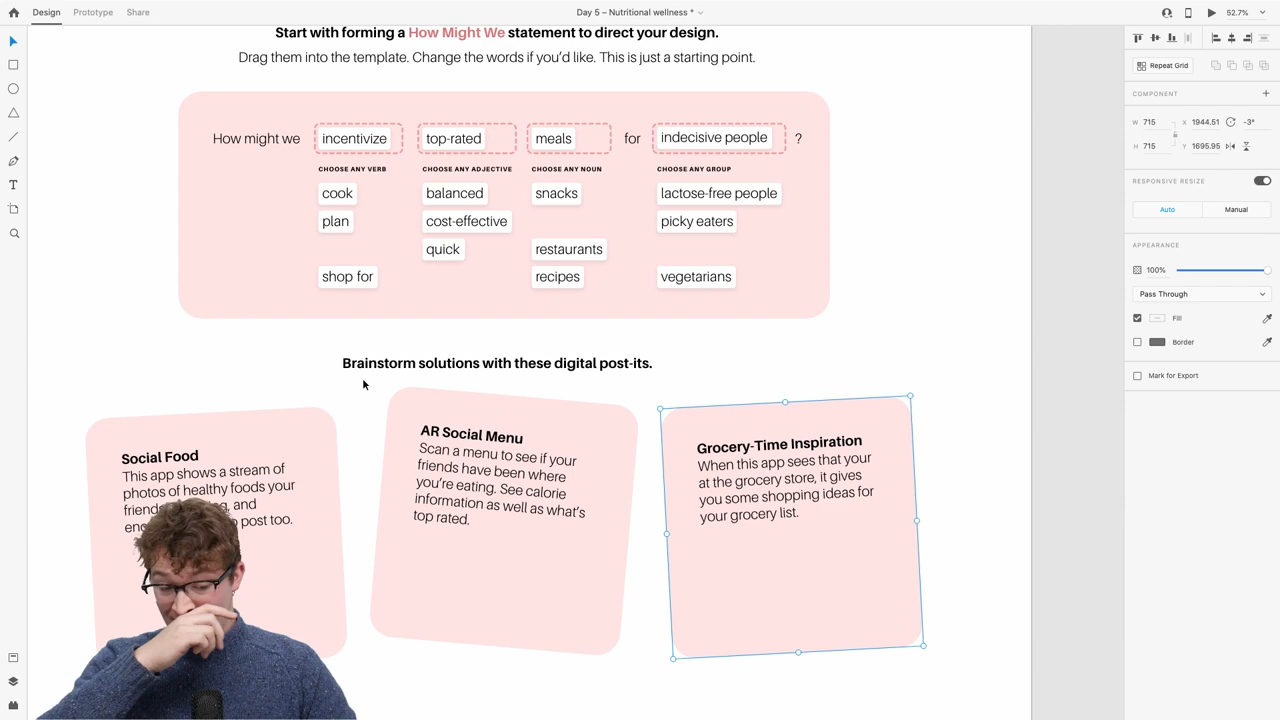 Design Prototype Share Day 5 – Nutritional wellness * 52.7%
Start with forming a How Might We statement to direct your design.
Drag them into the template. Change the words if you'd like. This is just a starting point.
How might we incentivize top-rated meals for indecisive people ?
CHOOSE ANY VERB CHOOSE ANY ADJECTIVE CHOOSE ANY NOUN CHOOSE ANY GROUP
cook balanced snacks lactose-free people
plan cost-effective picky eaters
quick restaurants
shop for recipes vegetarians
Brainstorm solutions with these digital post-its.
Social Food
This app shows a stream of
photos of healthy foods your
and
post too.
AR Social Menu
Scan a menu to see if your
friends have been where
you're eating. See calorie
information as well as what's
top rated.
Grocery-Time Inspiration
When this app sees that your
at the grocery store, it gives
you some shopping ideas for
your grocery list.
Repeat Grid
COMPONENT
W 715 X 1944.51 -3°
H 715 Y 1695.95
RESPONSIVE RESIZE
Auto Manual
APPEARANCE
100%
Pass Through
Fill
Border
Mark for Export